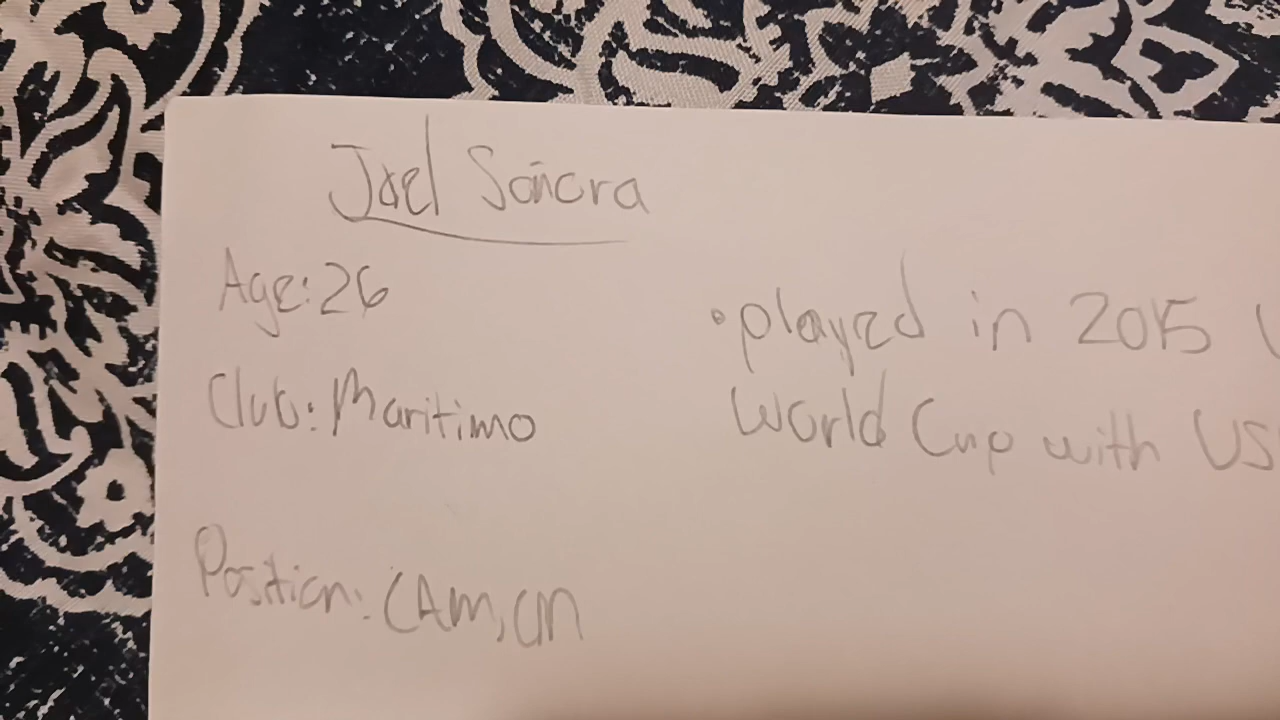 Joel Soñora
Age: 26
Club: Maritimo
Position: CAM, CM
• played in 2015
World Cup with